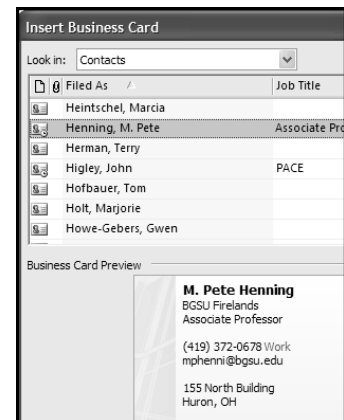 Insert Business Card
Look in: Contacts
Filed As Job Title
Heintschel, Marcia
Henning, M. Pete Associate Pro
Herman, Terry
Higley, John PACE
Hofbauer, Tom
Holt, Marjorie
Howe-Gebers, Gwen
Business Card Preview
M. Pete Henning
BGSU Firelands
Associate Professor
(419) 372-0678 Work
mphenni@bgsu.edu
155 North Building
Huron, OH